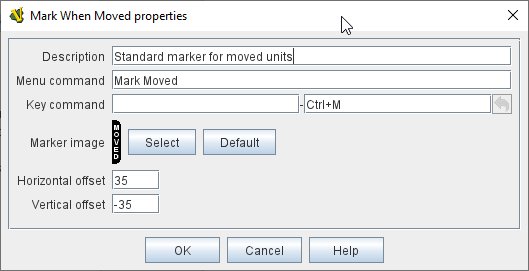 Mark When Moved properties
Description Standard marker for moved units
Menu command Mark Moved
Key command - Ctrl+M
Marker image MOVED Select Default
Horizontal offset 35
Vertical offset -35
OK Cancel Help